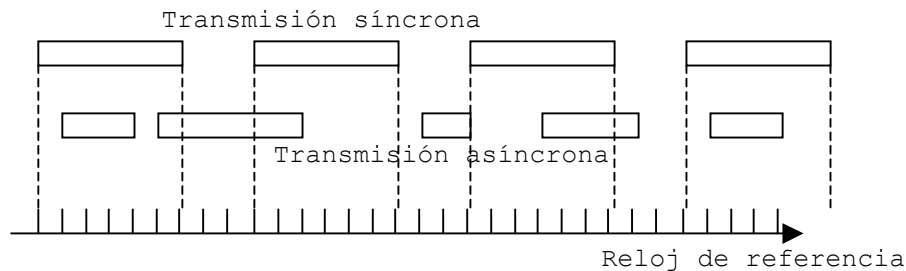 Transmisión síncrona
Transmisión asíncrona
Reloj de referencia